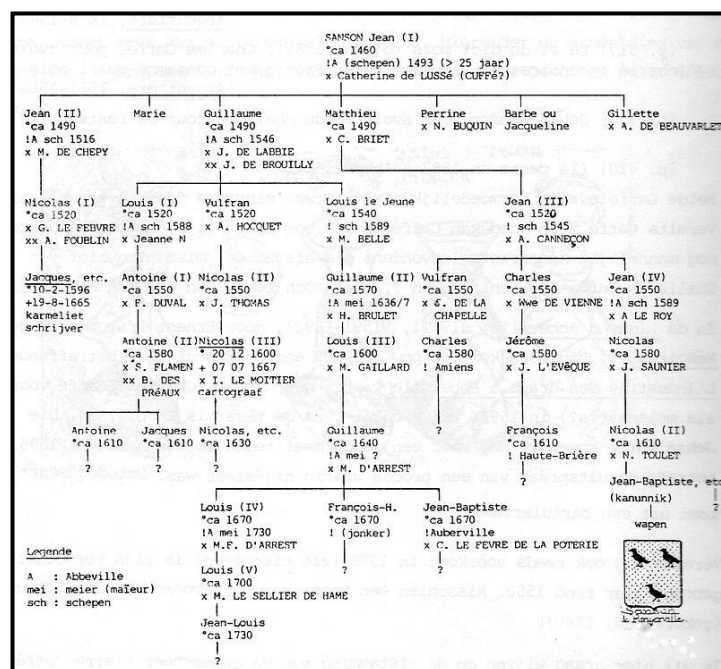 SANSON Jean (I)
°ca 1460
!A (schepen) 1493 (> 25 jaar)
x Catherine de LUSSé (CUFFé?)
Jean (II)
°ca 1490
!A sch 1516
x M. DE CHEPY
Marie
Guillaume
°ca 1490
!A sch 1546
x J. DE LABBIE
xx J. DE BROUILLY
Matthieu
°ca 1490
x C. BRIET
Perrine
x N. BUQUIN
Barbe ou
Jacqueline
Gillette
x A. DE BEAUVARLET
Nicolas (I)
°ca 1520
x G. LE FEBVRE
xx A. FOUBLIN
Louis (I)
°ca 1520
!A sch 1588
x Jeanne N
Vulfran
°ca 1520
x A. HOCQUET
Louis le Jeune
°ca 1540
! sch 1589
x M. BELLE
Jean (III)
°ca 1520
! sch 1545
x A. CANNEÇON
Jacques, etc.
°10-2-1596
+19-8-1665
karmeliet
schrijver
Antoine (I)
°ca 1550
x F. DUVAL
Nicolas (II)
°ca 1570
x J. THOMAS
Guillaume (II)
°ca 1570
!A mei 1636/7
x H. BRULET
Vulfran
°ca 1550
x S. DE LA
CHAPELLE
Charles
°ca 1550
x Wwe DE VIENNE
Jean (IV)
°ca 1550
!A sch 1589
x A LE ROY
Antoine (II)
°ca 1580
x S. FLAMEN
xx B. DES
PRéAUX
Nicolas (III)
° 20 12 1600
+ 07 07 1667
x I. LE MOITIER
cartograaf
Louis (III)
°ca 1600
x M. GAILLARD
Charles
°ca 1580
! Amiens
Jérôme
°ca 1580
x J. L'EVêQUE
Nicolas
°ca 1580
x J. SAUNIER
Antoine
°ca 1610
?
Jacques
°ca 1610
?
Nicolas, etc.
°ca 1630
?
Guillaume
°ca 1640
!A mei ?
x M. D'ARREST
?
François
°ca 1610
! Haute-Brière
?
Nicolas (II)
°ca 1610
x N. TOULET
Jean-Baptiste, etc
(kanunnik)
?
wapen
Louis (IV)
°ca 1670
!A mei 1730
x M.F. D'ARREST
François-H.
°ca 1670
! (jonker)
?
Jean-Baptiste
°ca 1670
!Auberville
x C. LE FEVRE DE LA POTERIE
?
Louis (V)
°ca 1700
x M. LE SELLIER DE HAME
Jean-Louis
°ca 1730
?
Legende
A : Abbeville
mei : meier (maïeur)
sch : schepen
Sanson